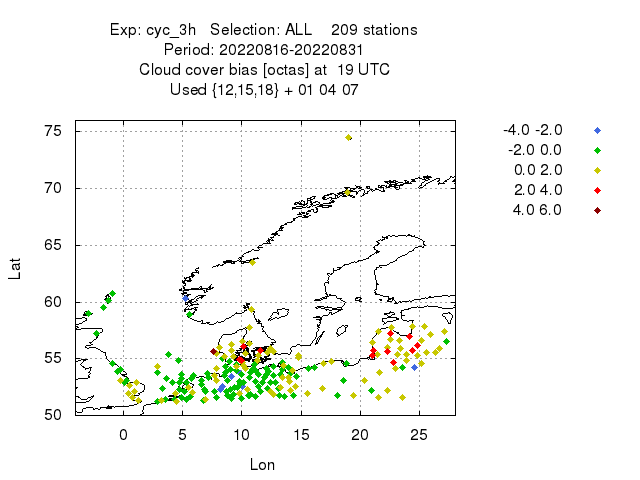 Exp: cyc_3h Selection: ALL 209 stations
Period: 20220816-20220831
Cloud cover bias [octas] at 19 UTC
Used {12,15,18} + 01 04 07
-4.0 -2.0
-2.0 0.0
0.0 2.0
2.0 4.0
4.0 6.0
75
70
65
60
55
50
Lat
0 5 10 15 20 25
Lon